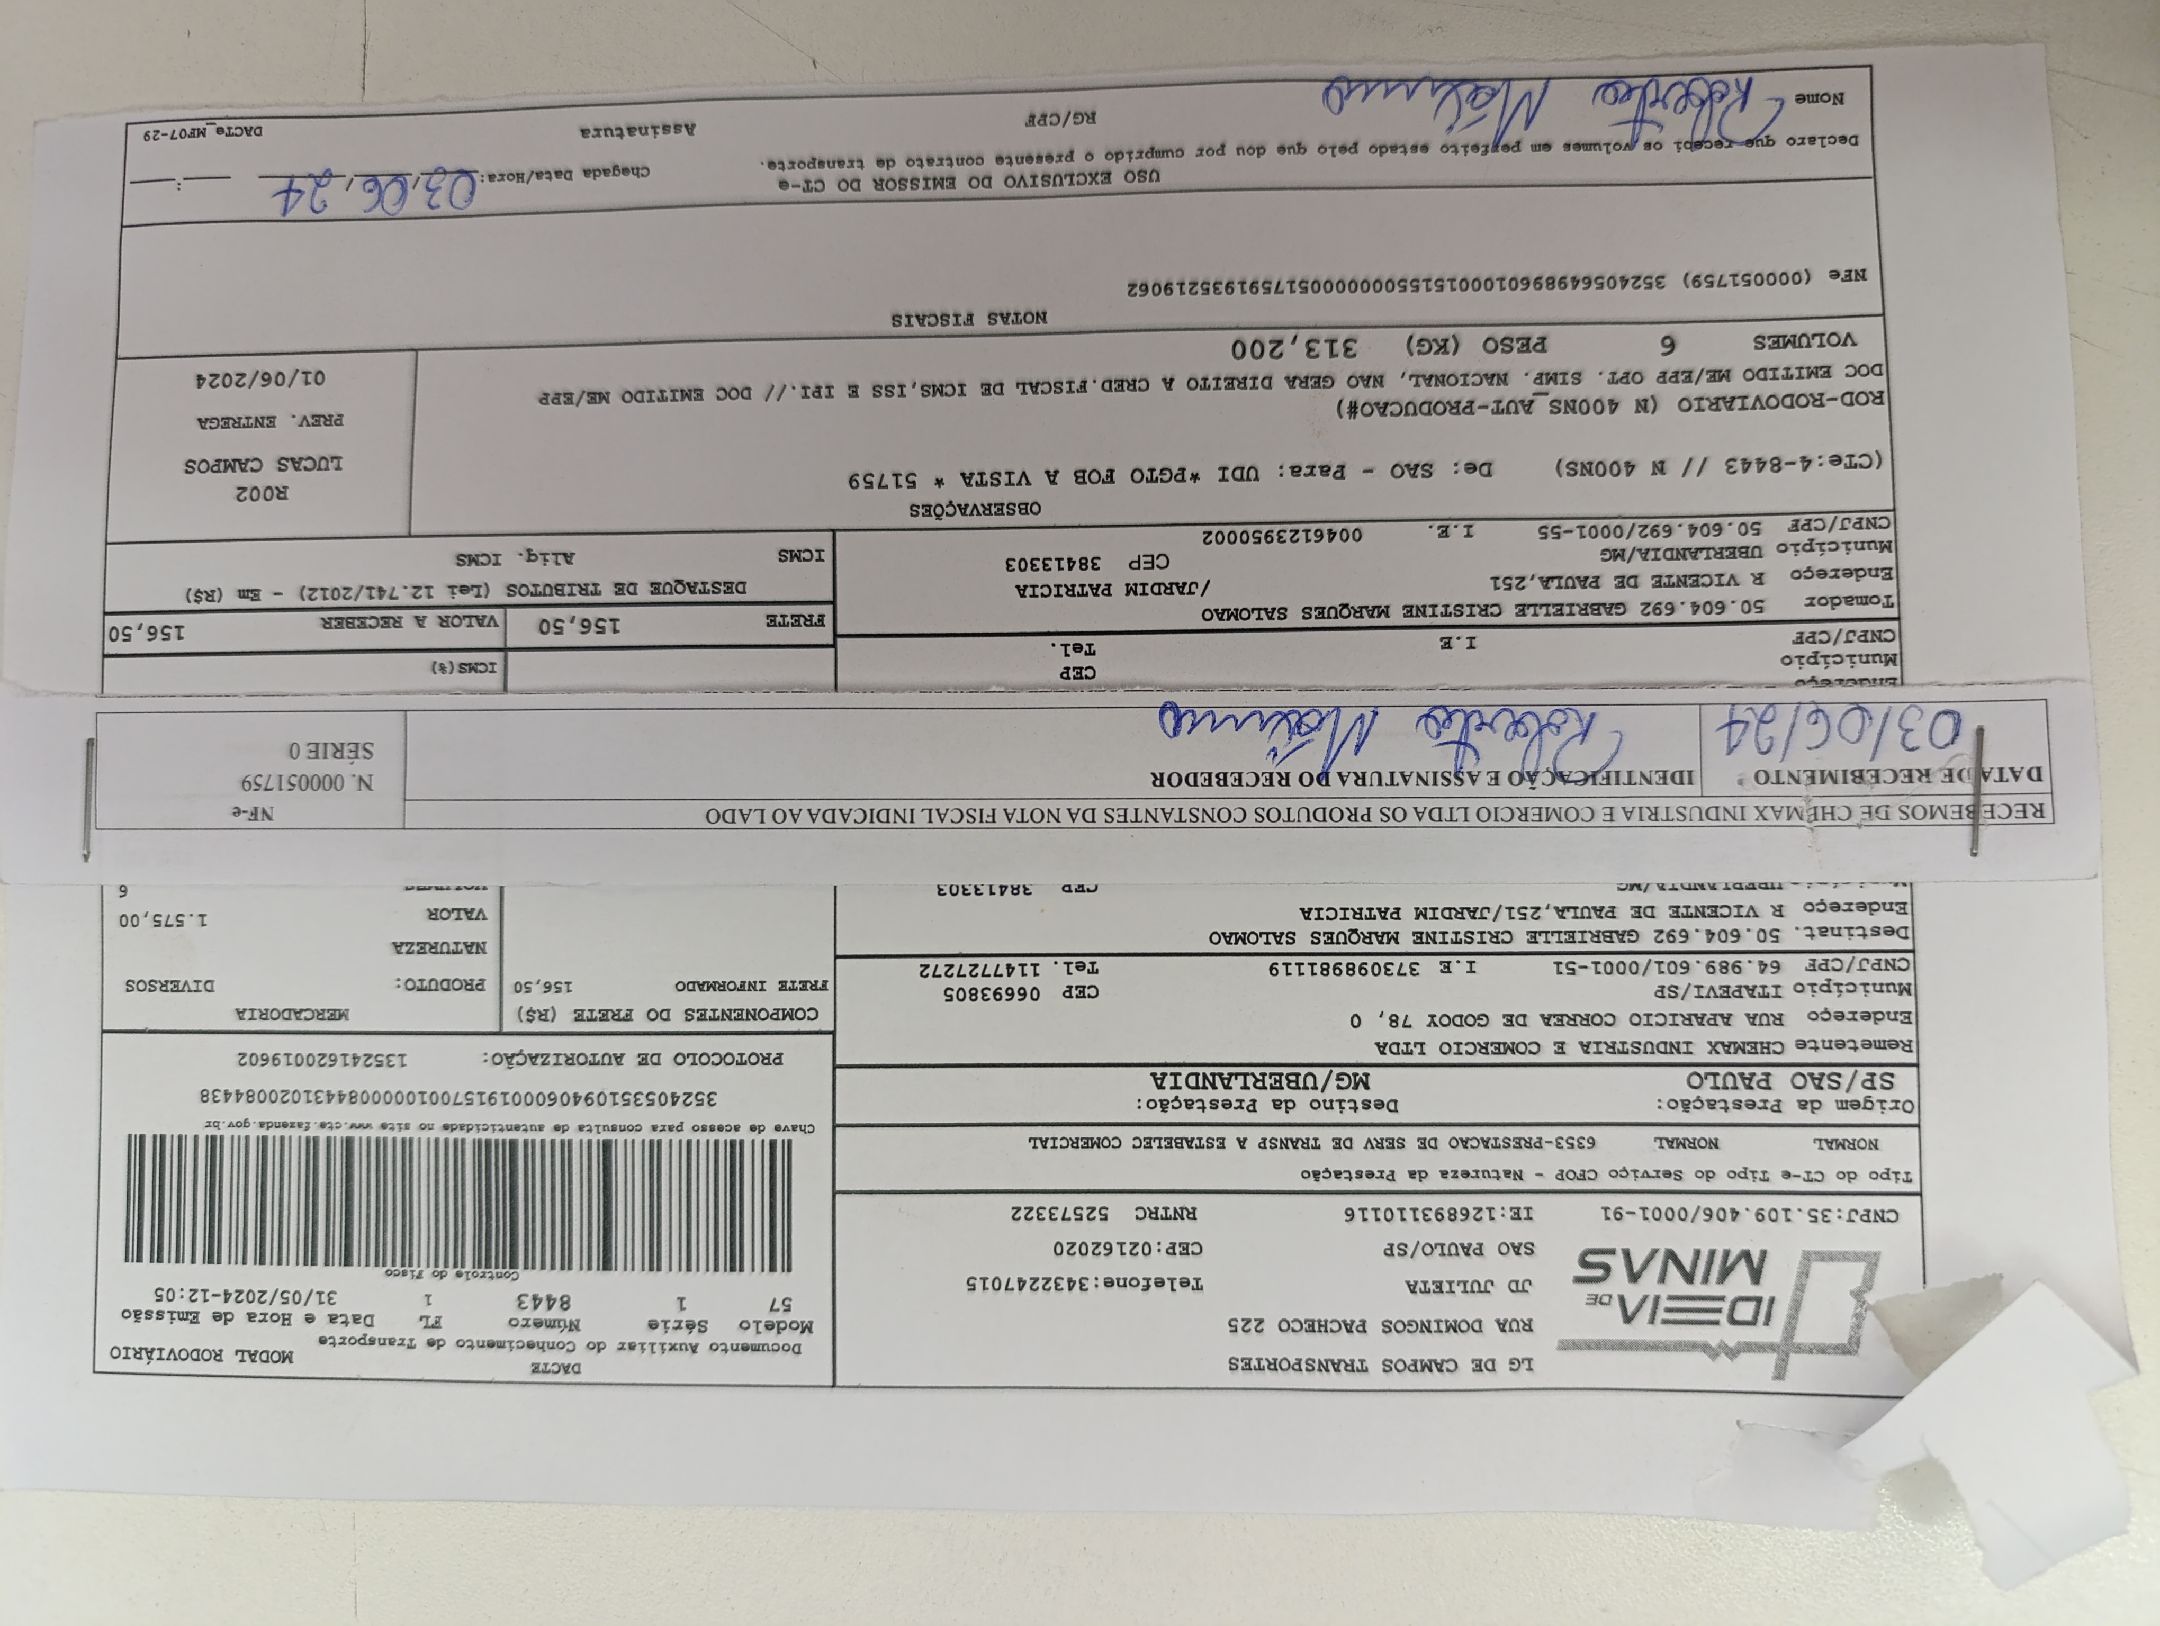 DACTE
Documento Auxiliar do Conhecimento de Transporte
MODAL RODOVIÁRIO
Modelo Série Número FL Data e Hora de Emissão
57 1 8443 1 31/05/2024-12:05
Controle do Fisco
IDEIA DE
MINAS
LG DE CAMPOS TRANSPORTES
RUA DOMINGOS PACHECO 225
JD JULIETA Telefone:3432247015
SAO PAULO/SP CEP:02162020
CNPJ:35.109.406/0001-91 IE:126893110116 RNTRC 52573322
Tipo do CT-e Tipo do Serviço CFOP - Natureza da Prestação
NORMAL NORMAL 6353-PRESTACAO DE SERV DE TRANSP A ESTABELEC COMERCIAL
Chave de acesso para consulta de autenticidade no site www.cte.fazenda.gov.br
35240535109406000191570010000084431020084438
PROTOCOLO DE AUTORIZAÇÃO: 135241620019602
Origem da Prestação: Destino da Prestação:
SP/SAO PAULO MG/UBERLANDIA
Remetente CHEMAX INDUSTRIA E COMERCIO LTDA
Endereço RUA APARICIO CORREA DE GODOY 78, 0
Município ITAPEVI/SP CEP 06693805
CNPJ/CPF 64.989.601/0001-51 I.E 373098981119 Tel. 1147727272
COMPONENTES DO FRETE (R$) MERCADORIA
FRETE INFORMADO 156,50 PRODUTO: DIVERSOS
NATUREZA
VALOR 1.575,00
VOLUMES 6
Destinat. 50.604.692 GABRIELLE CRISTINE MARQUES SALOMAO
Endereço R VICENTE DE PAULA,251/JARDIM PATRICIA
Município UBERLANDIA/MG CEP 38413303
RECEBEMOS DE CHEMAX INDUSTRIA E COMERCIO LTDA OS PRODUTOS CONSTANTES DA NOTA FISCAL INDICADA AO LADO
DATA DE RECEBIMENTO IDENTIFICAÇÃO E ASSINATURA DO RECEBEDOR
03/06/24 Roberto
NF-e
N. 000051759
SÉRIE 0
Endereço
Município CEP
CNPJ/CPF I.E Tel.
ICMS(%)
Tomador 50.604.692 GABRIELLE CRISTINE MARQUES SALOMAO
Endereço R VICENTE DE PAULA,251 /JARDIM PATRICIA
Município UBERLANDIA/MG CEP 38413303
CNPJ/CPF 50.604.692/0001-55 I.E. 0046123950002
FRETE 156,50 VALOR A RECEBER 156,50
DESTAQUE DE TRIBUTOS (Lei 12.741/2012) - Em (R$)
ICMS Aliq. ICMS
OBSERVAÇÕES
(CTe:4-8443 // N 400NS) De: SAO - Para: UDI *PGTO FOB A VISTA * 51759
ROD-RODOVIARIO (N 400NS_AUT-PRODUCAO#)
DOC EMITIDO ME/EPP OPT. SIMP. NACIONAL, NAO GERA DIREITO A CRED.FISCAL DE ICMS,ISS E IPI.// DOC EMITIDO ME/EPP
VOLUMES 6 PESO (KG) 313,200
R002
LUCAS CAMPOS
PREV. ENTREGA
01/06/2024
NOTAS FISCAIS
NFe (000051759) 35240564989601000151550000000517591935219062
USO EXCLUSIVO DO EMISSOR DO CT-e
Declaro que recebi os volumes em perfeito estado pelo que dou por cumprido o presente contrato de transporte.
Chegada Data/Hora: 03,06,24 __:__
Nome Roberto RG/CPF Assinatura DACTe_MF07-29